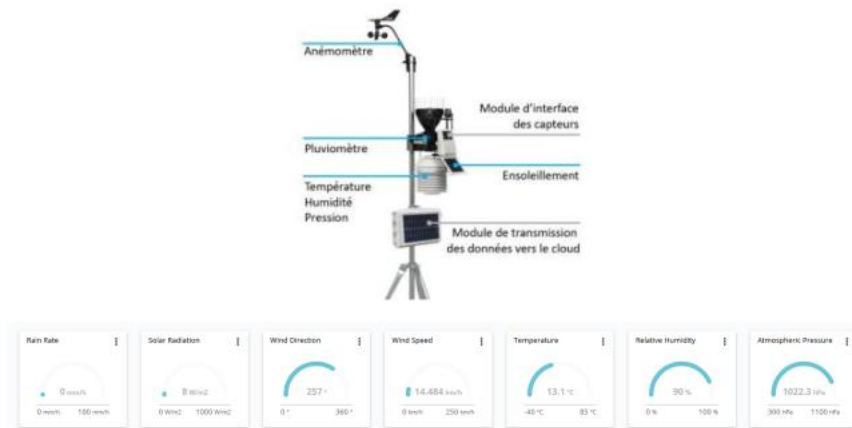 Anémomètre
Module d'interface
des capteurs
Pluviomètre
Ensoleillement
Température
Humidité
Pression
Module de transmission
des données vers le cloud
Rain Rate
0 mm/h
0 mm/h 100 mm/h
Solar Radiation
8 W/m2
0 W/m2 1000 W/m2
Wind Direction
257 °
0 ° 360 °
Wind Speed
14.484 km/h
0 km/h 250 km/h
Temperature
13.1 °C
-40 °C 85 °C
Relative Humidity
90 %
0 % 100 %
Atmospheric Pressure
1022.3 hPa
300 hPa 1100 hPa